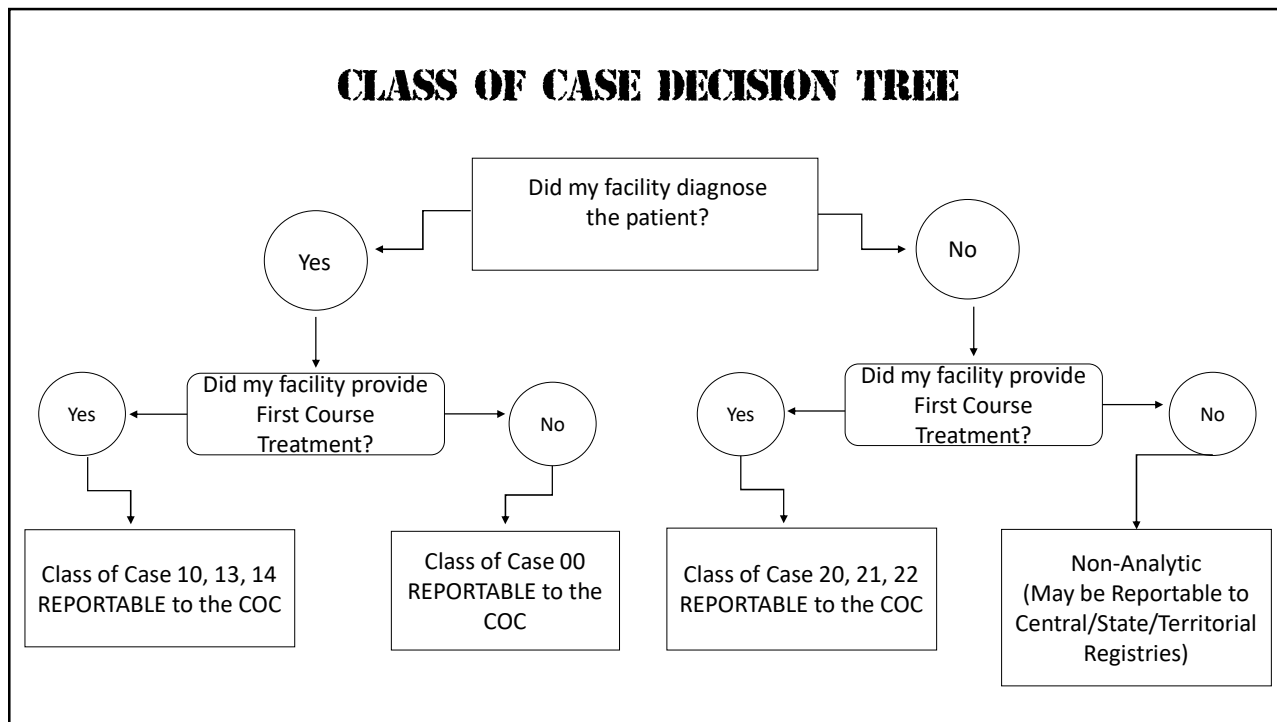 CLASS OF CASE DECISION TREE
Did my facility diagnose
the patient?
Yes
No
Did my facility provide
First Course
Treatment?
Yes
No
Did my facility provide
First Course
Treatment?
Yes
No
Class of Case 10, 13, 14
REPORTABLE to the COC
Class of Case 00
REPORTABLE to the
COC
Class of Case 20, 21, 22
REPORTABLE to the COC
Non-Analytic
(May be Reportable to
Central/State/Territorial
Registries)